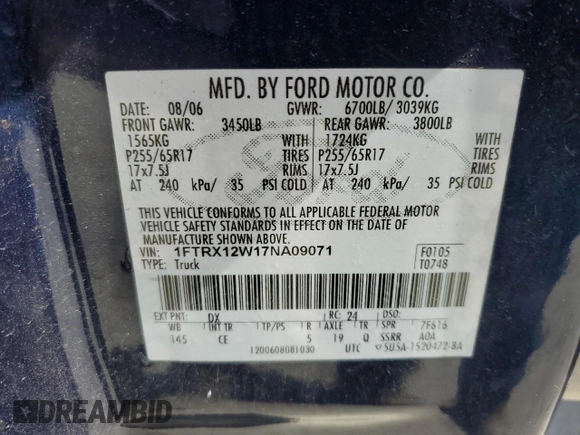 MFD. BY FORD MOTOR CO.
DATE: 08/06 GVWR: 6700LB/ 3039KG
FRONT GAWR: 3450LB REAR GAWR: 3800LB
1565KG WITH 1724KG WITH
P255/65R17 TIRES P255/65R17 TIRES
17x7.5J RIMS 17x7.5J RIMS
AT 240 kPa/ 35 PSI COLD AT 240 kPa/ 35 PSI COLD
THIS VEHICLE CONFORMS TO ALL APPLICABLE FEDERAL MOTOR
VEHICLE SAFETY STANDARDS IN EFFECT ON THE DATE OF
MANUFACTURE SHOWN ABOVE.
VIN: 1FTRX12W17NA09071 F0105
TYPE: Truck T0748
EXT PNT: DX RC: 24 DSO:
WB INT TR TP/PS R AXLE TR SPR 7F616
145 CE 5 19 Q SSRR A0A
1200608081030 UTC 5U5A-1520472-BA
DREAMBID
dreambid.com